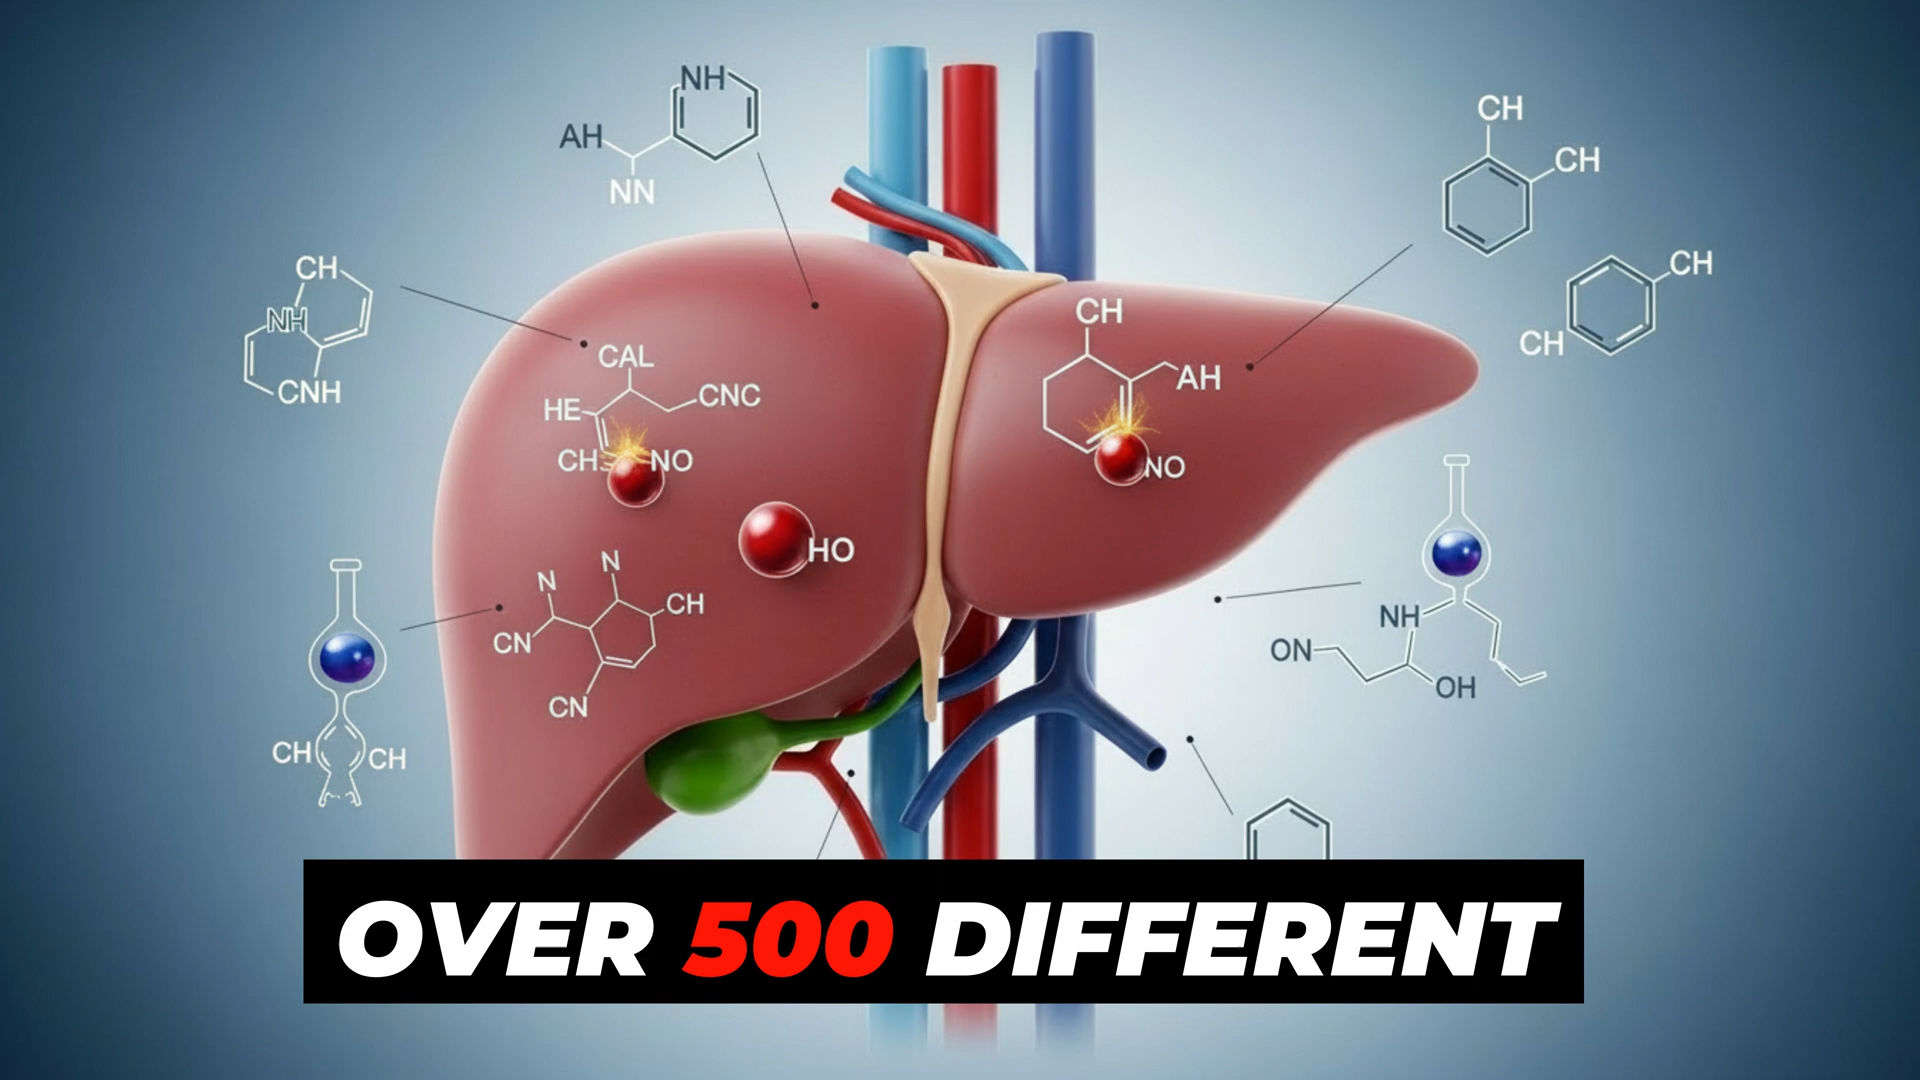 NH
AH
NN
CH
CH
CH
CH
CH
NH
CNH
CAL
HE
CNC
CH
NO
CH
AH
NO
HO
N
N
CH
CN
CN
NH
ON
OH
CH
CH
OVER 500 DIFFERENT